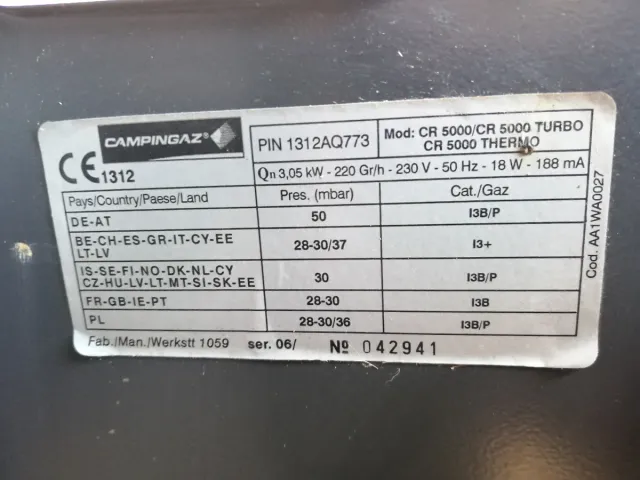 CAMPINGAZ
CE 1312
PIN 1312AQ773
Mod: CR 5000/CR 5000 TURBO
CR 5000 THERMO
Qn 3,05 kW - 220 Gr/h - 230 V - 50 Hz - 18 W - 188 mA
Pays/Country/Paese/Land Pres. (mbar) Cat./Gaz
DE-AT 50 I3B/P
BE-CH-ES-GR-IT-CY-EE
LT-LV 28-30/37 I3+
IS-SE-FI-NO-DK-NL-CY
CZ-HU-LV-LT-MT-SI-SK-EE 30 I3B/P
FR-GB-IE-PT 28-30 I3B
PL 28-30/36 I3B/P
Fab./Man./Werkstt 1059 ser. 06/ Nº 042941
Cod. AA1WA0027